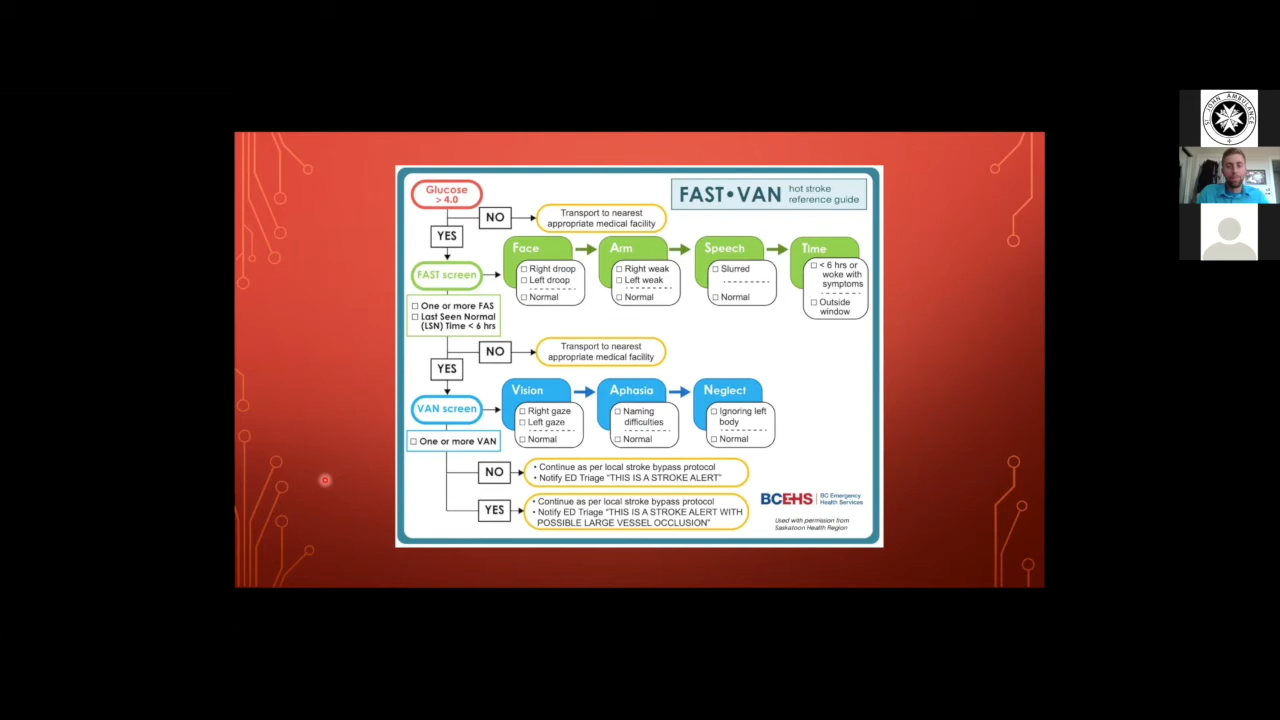 Glucose
> 4.0
FAST•VAN
hot stroke
reference guide
NO
Transport to nearest
appropriate medical facility
YES
FAST screen
Face
☐ Right droop
☐ Left droop
☐ Normal
Arm
☐ Right weak
☐ Left weak
☐ Normal
Speech
☐ Slurred
☐ Normal
Time
☐ < 6 hrs or
woke with
symptoms
☐ Outside
window
☐ One or more FAS
☐ Last Seen Normal
(LSN) Time < 6 hrs
NO
Transport to nearest
appropriate medical facility
YES
VAN screen
Vision
☐ Right gaze
☐ Left gaze
☐ Normal
Aphasia
☐ Naming
difficulties
☐ Normal
Neglect
☐ Ignoring left
body
☐ Normal
☐ One or more VAN
NO
• Continue as per local stroke bypass protocol
• Notify ED Triage "THIS IS A STROKE ALERT"
YES
• Continue as per local stroke bypass protocol
• Notify ED Triage "THIS IS A STROKE ALERT WITH
POSSIBLE LARGE VESSEL OCCLUSION"
BCEHS
BC Emergency
Health Services
Used with permission from
Saskatoon Health Region
ST JOHN AMBULANCE